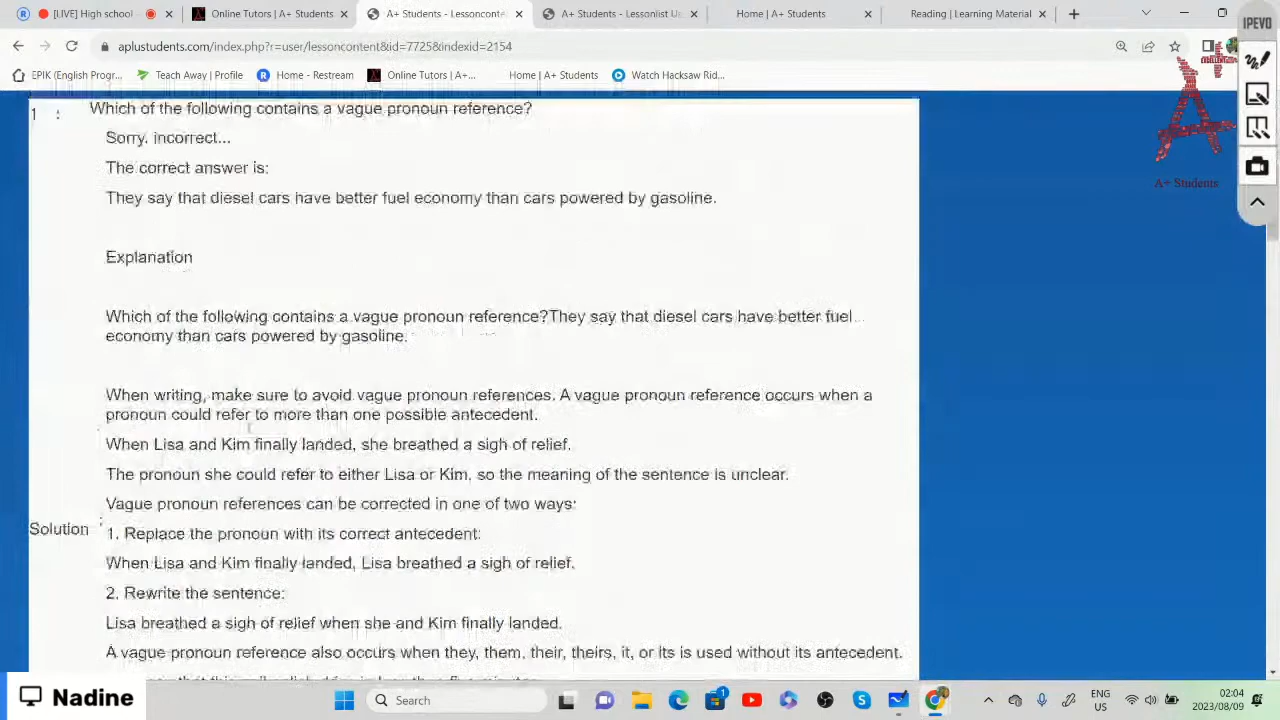 [LIVE] High school
Online Tutors | A+ Students
A+ Students - Lessonconte
A+ Students - Lessonlist Us
Home | A+ Students
Reading | Learning Material
IPEVO
aplustudents.com/index.php?r=user/lessoncontent&id=7725&indexid=2154
EPIK (English Progr...
Teach Away | Profile
Home - Restream
Online Tutors | A+...
Home | A+ Students
Watch Hacksaw Rid...
1 : Which of the following contains a vague pronoun reference?
Sorry, incorrect...
The correct answer is:
They say that diesel cars have better fuel economy than cars powered by gasoline.
A+ Students
Explanation
Which of the following contains a vague pronoun reference?They say that diesel cars have better fuel
economy than cars powered by gasoline.
When writing, make sure to avoid vague pronoun references. A vague pronoun reference occurs when a
pronoun could refer to more than one possible antecedent.
When Lisa and Kim finally landed, she breathed a sigh of relief.
The pronoun she could refer to either Lisa or Kim, so the meaning of the sentence is unclear.
Vague pronoun references can be corrected in one of two ways:
Solution :
1. Replace the pronoun with its correct antecedent:
When Lisa and Kim finally landed, Lisa breathed a sigh of relief.
2. Rewrite the sentence:
Lisa breathed a sigh of relief when she and Kim finally landed.
A vague pronoun reference also occurs when they, them, their, theirs, it, or its is used without its antecedent.
Nadine
Search
1
ENG
US
02:04
2023/08/09